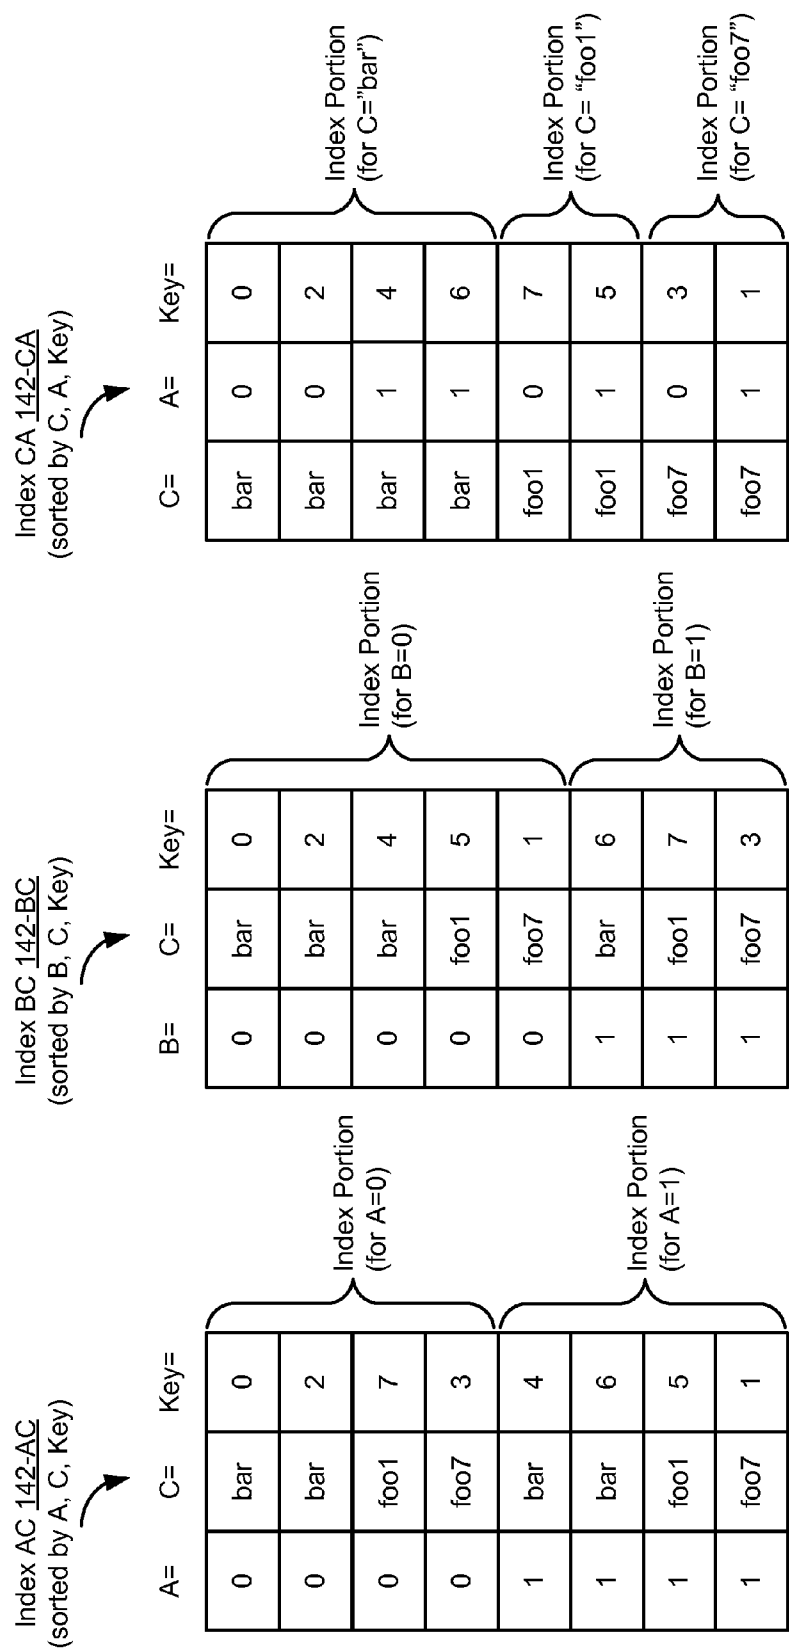 Index AC 142-AC
(sorted by A, C, Key)
A= C= Key=
0 bar 0
0 bar 2
0 foo1 7
0 foo7 3
1 bar 4
1 bar 6
1 foo1 5
1 foo7 1
Index Portion
(for A=0)
Index Portion
(for A=1)
Index BC 142-BC
(sorted by B, C, Key)
B= C= Key=
0 bar 0
0 bar 2
0 bar 4
0 foo1 5
0 foo7 1
1 bar 6
1 foo1 7
1 foo7 3
Index Portion
(for B=0)
Index Portion
(for B=1)
Index CA 142-CA
(sorted by C, A, Key)
C= A= Key=
bar 0 0
bar 0 2
bar 1 4
bar 1 6
foo1 0 7
foo1 1 5
foo7 0 3
foo7 1 1
Index Portion
(for C=”bar”)
Index Portion
(for C= “foo1”)
Index Portion
(for C= “foo7”)